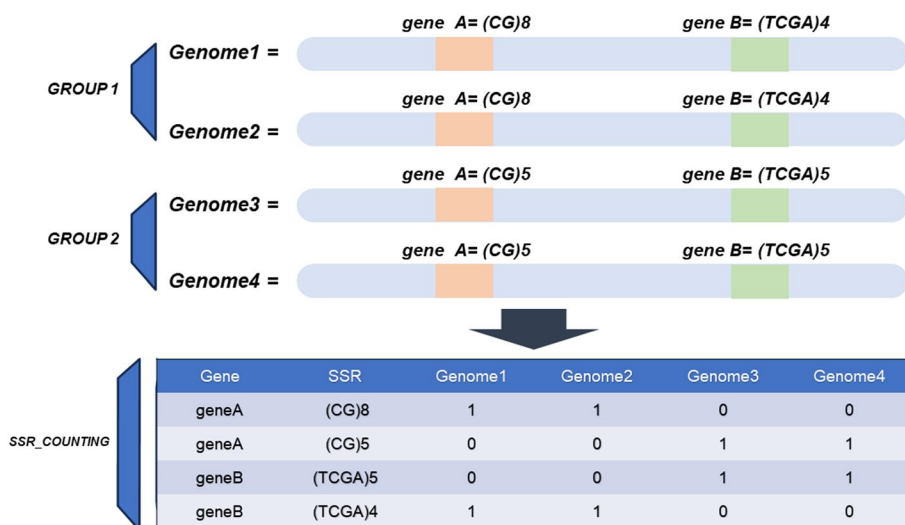 gene A= (CG)8 gene B= (TCGA)4
Genome1 =
GROUP 1
gene A= (CG)8 gene B= (TCGA)4
Genome2 =
gene A= (CG)5 gene B= (TCGA)5
Genome3 =
GROUP 2
gene A= (CG)5 gene B= (TCGA)5
Genome4 =
SSR_COUNTING
Gene SSR Genome1 Genome2 Genome3 Genome4
geneA (CG)8 1 1 0 0
geneA (CG)5 0 0 1 1
geneB (TCGA)5 0 0 1 1
geneB (TCGA)4 1 1 0 0